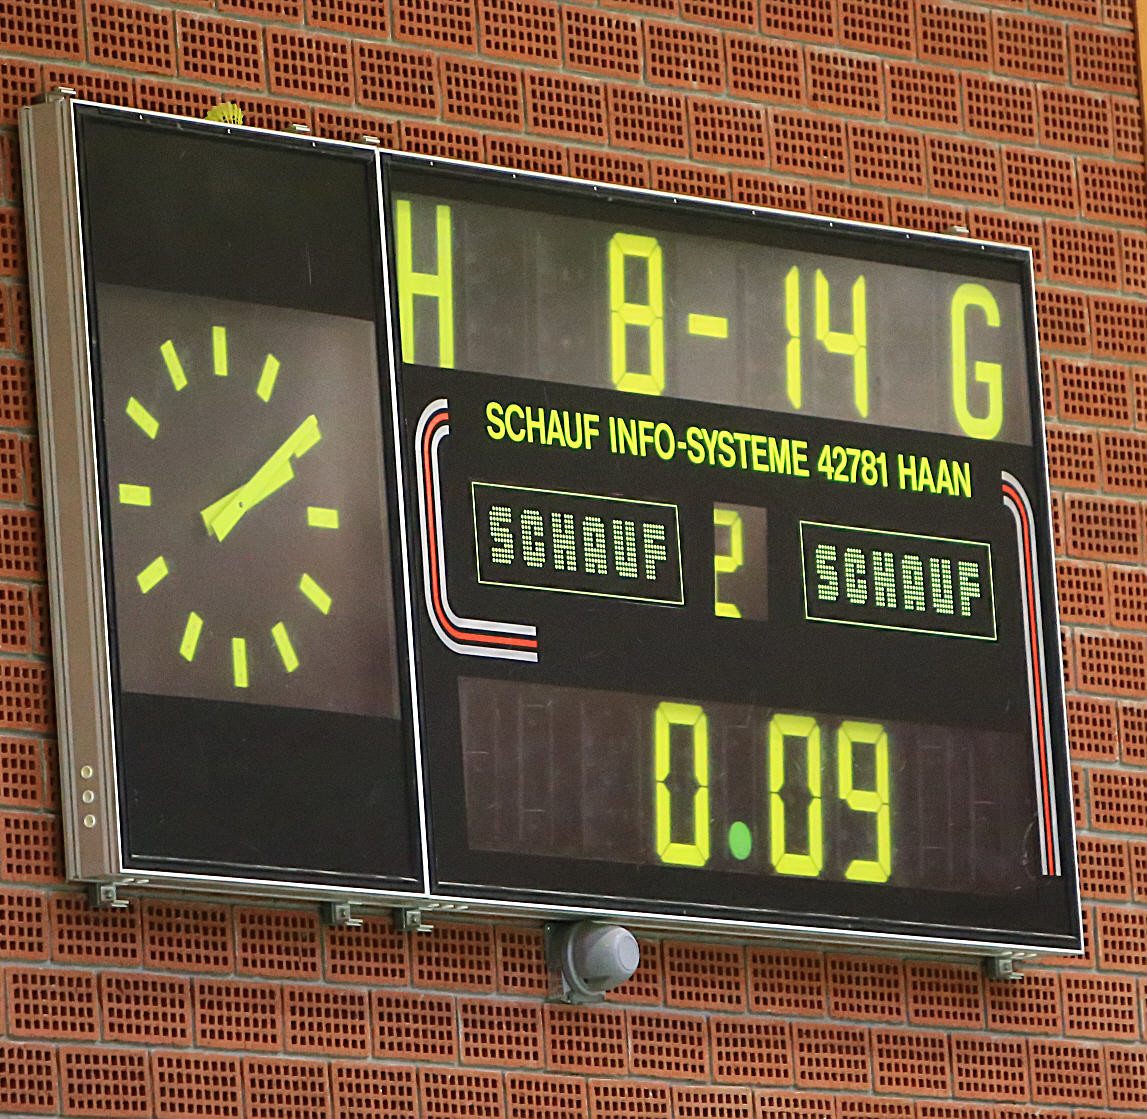 H 8-14 G
SCHAUF INFO-SYSTEME 42781 HAAN
SCHAUF 2 SCHAUF
0.09